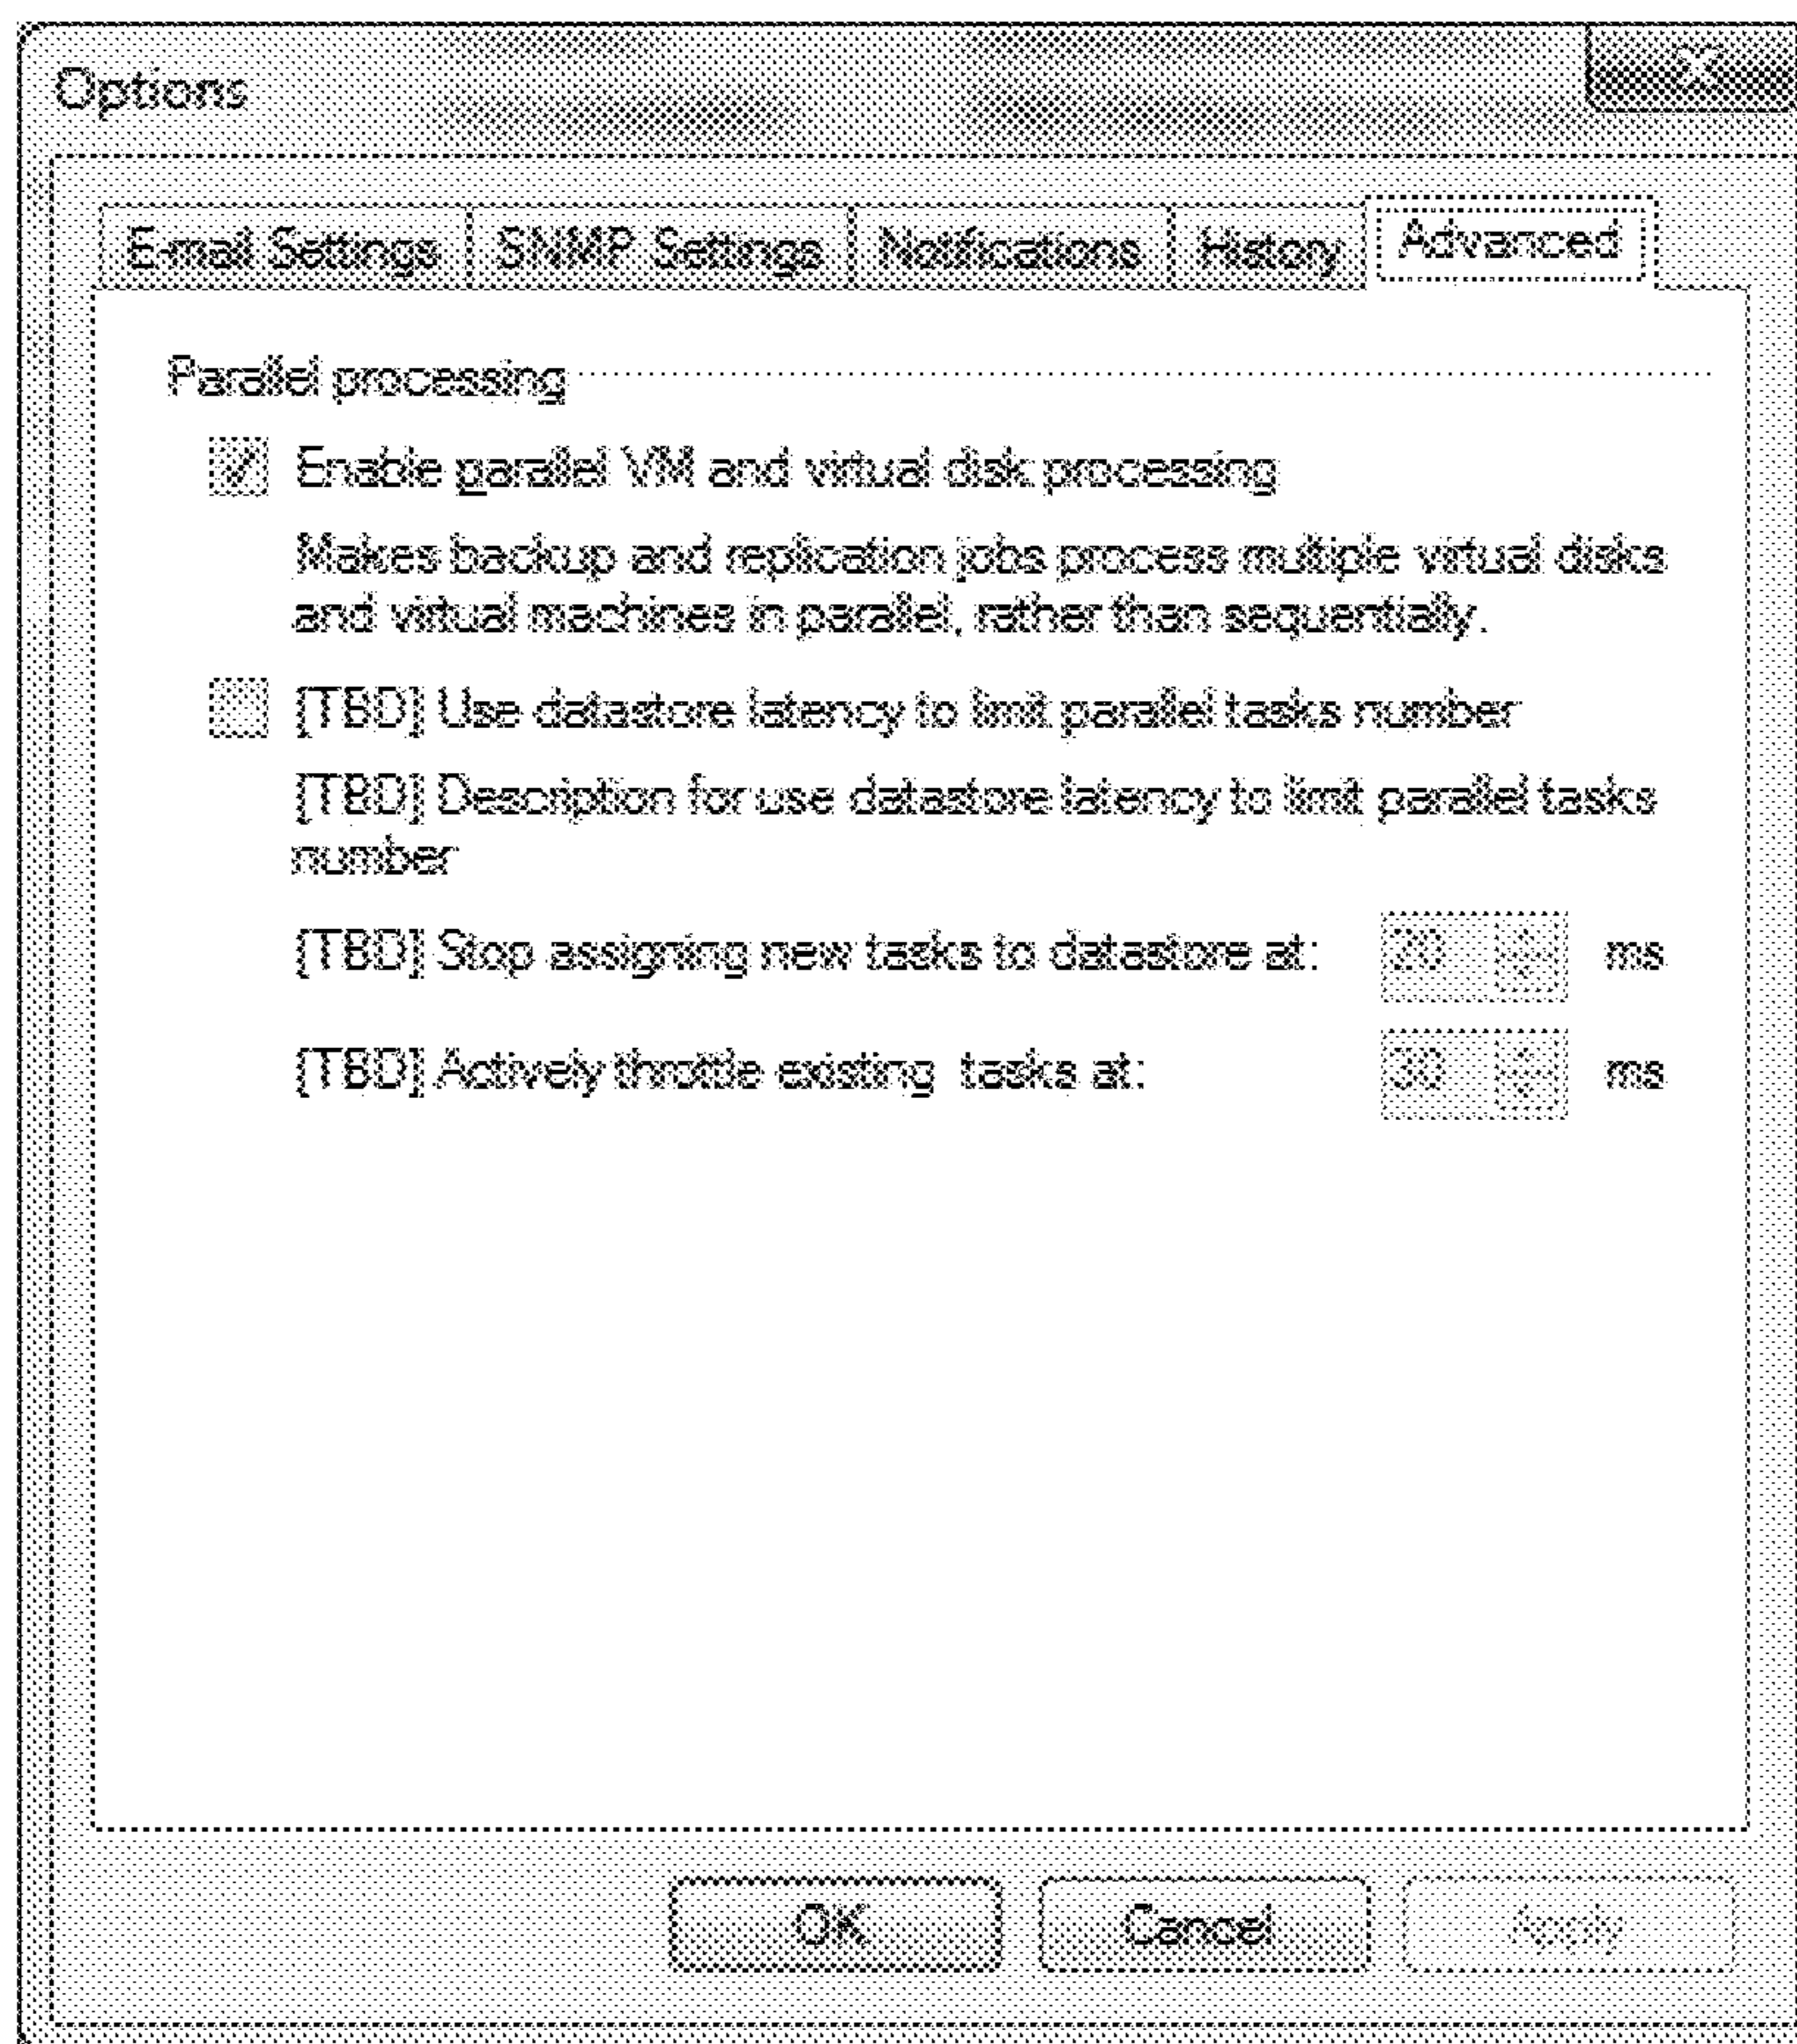 Options
E-mail Settings SNMP Settings Notifications History Advanced
Parallel processing
Enable parallel VM and virtual disk processing
Makes backup and replication jobs process multiple virtual disks
and virtual machines in parallel, rather than sequentially.
[TBD] Use datastore latency to limit parallel tasks number
[TBD] Description for use datastore latency to limit parallel tasks
number
[TBD] Stop assigning new tasks to datastore at: 20 ms
[TBD] Actively throttle existing tasks at: 30 ms
OK Cancel Apply